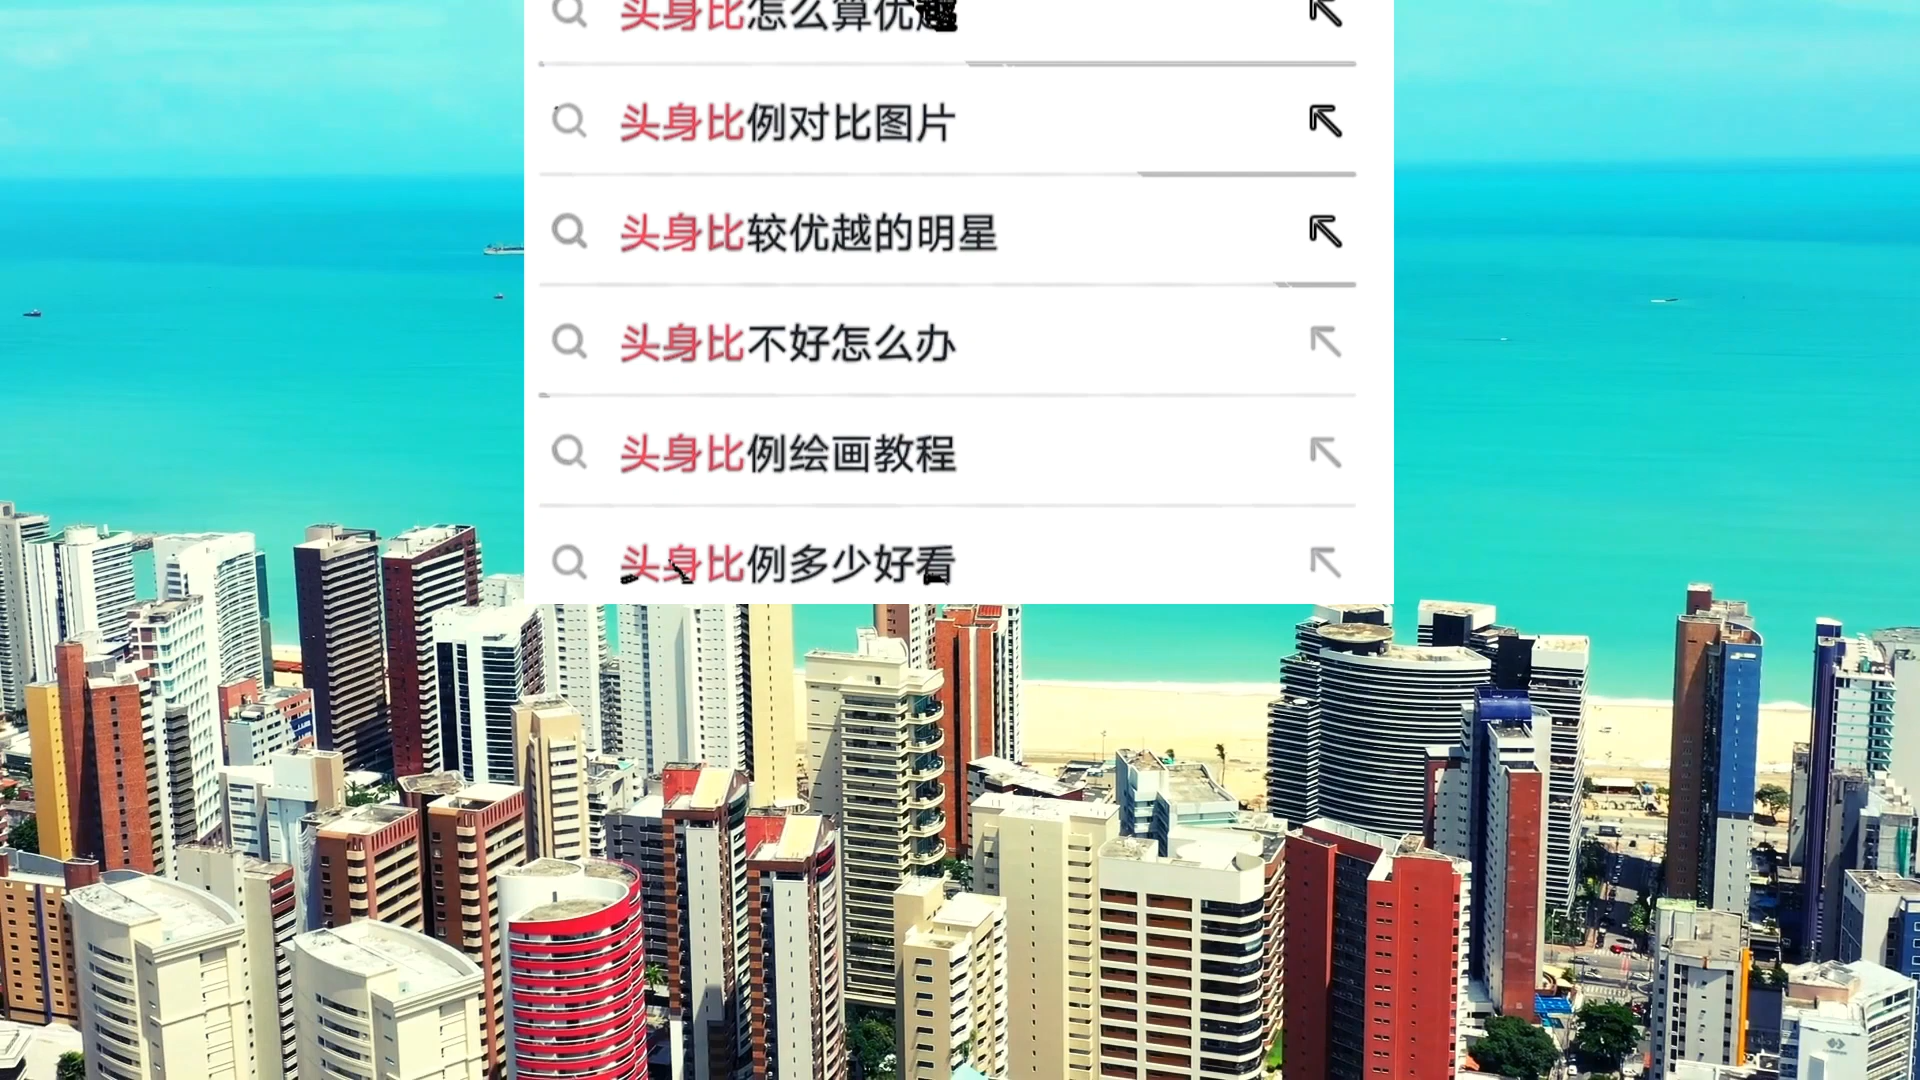 头身比怎么算优越
头身比例对比图片
头身比较优越的明星
头身比不好怎么办
头身比例绘画教程
头身比例多少好看